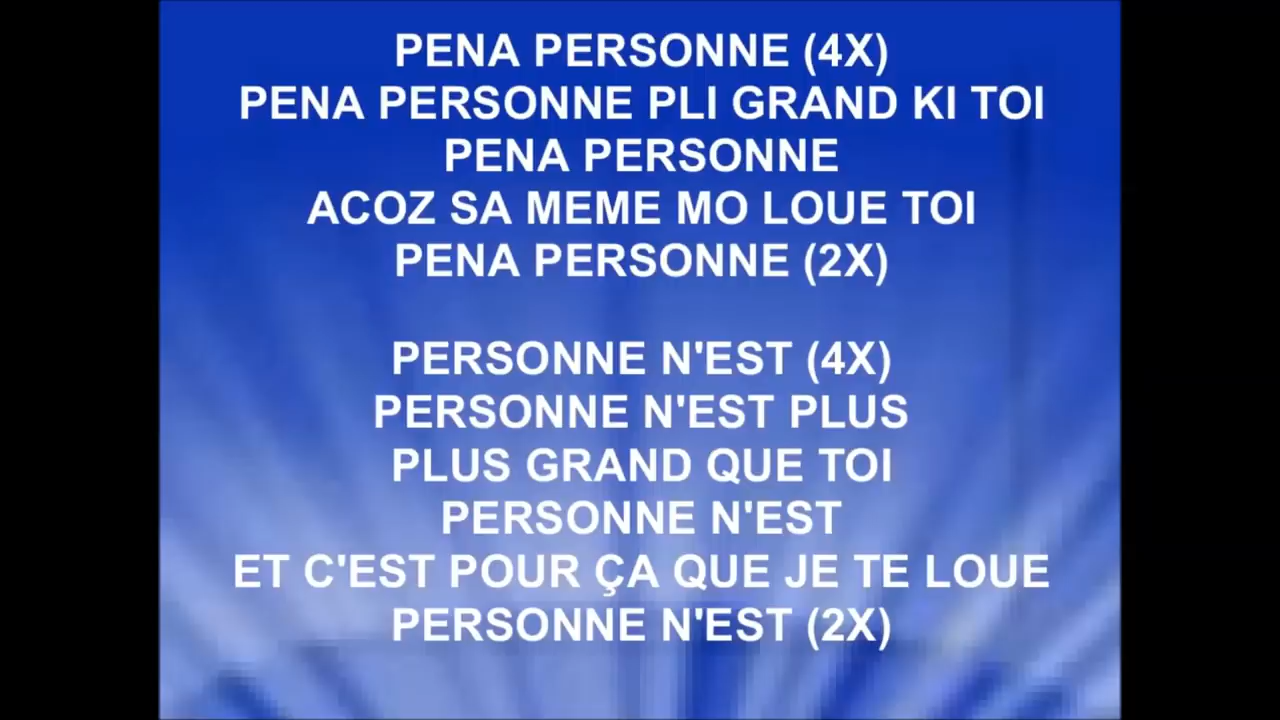 PENA PERSONNE (4X)
PENA PERSONNE PLI GRAND KI TOI
PENA PERSONNE
ACOZ SA MEME MO LOUE TOI
PENA PERSONNE (2X)
PERSONNE N'EST (4X)
PERSONNE N'EST PLUS
PLUS GRAND QUE TOI
PERSONNE N'EST
ET C'EST POUR ÇA QUE JE TE LOUE
PERSONNE N'EST (2X)